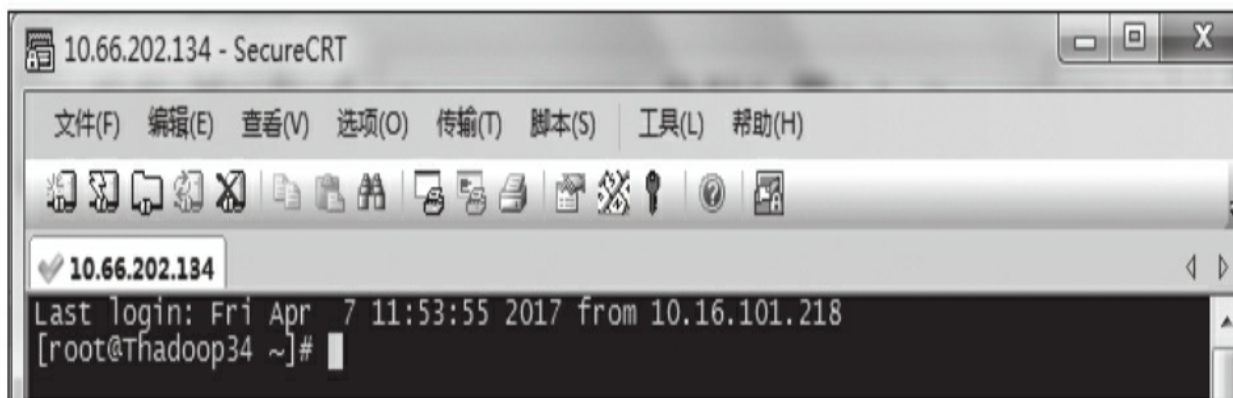 10.66.202.134 - SecureCRT
文件(F) 编辑(E) 查看(V) 选项(O) 传输(T) 脚本(S) 工具(L) 帮助(H)
10.66.202.134
Last login: Fri Apr  7 11:53:55 2017 from 10.16.101.218
[root@Thadoop34 ~]#